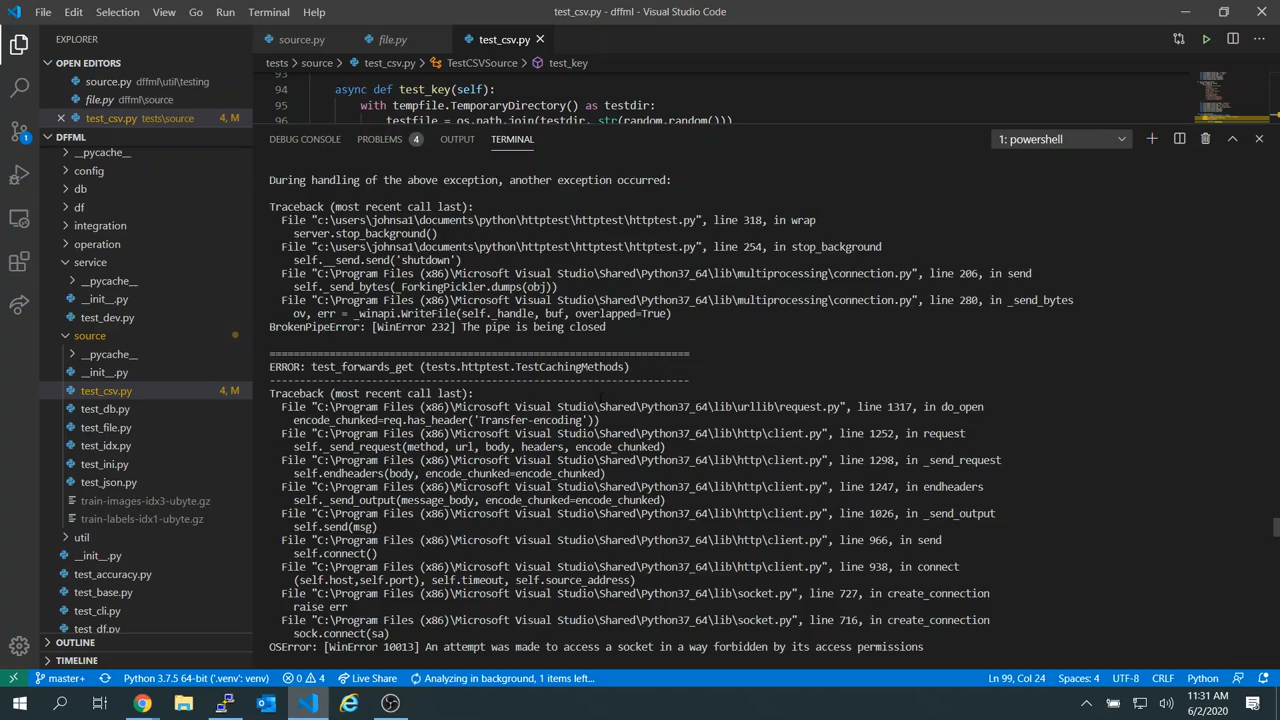 File Edit Selection View Go Run Terminal Help
test_csv.py - dffml - Visual Studio Code
EXPLORER
OPEN EDITORS
source.py dffml\util\testing
file.py dffml\source
test_csv.py tests\source 4, M
DFFML
__pycache__
config
db
df
integration
operation
service
__pycache__
__init__.py
test_dev.py
source
__pycache__
__init__.py
test_csv.py 4, M
test_db.py
test_file.py
test_idx.py
test_ini.py
test_json.py
train-images-idx3-ubyte.gz
train-labels-idx1-ubyte.gz
util
__init__.py
test_accuracy.py
test_base.py
test_cli.py
test_df.py
OUTLINE
TIMELINE
source.py file.py test_csv.py
tests > source > test_csv.py > TestCSVSource > test_key
93
94 async def test_key(self):
95 with tempfile.TemporaryDirectory() as testdir:
96 testfile = os.path.join(testdir, str(random.random()))
DEBUG CONSOLE PROBLEMS 4 OUTPUT TERMINAL 1: powershell
During handling of the above exception, another exception occurred:
Traceback (most recent call last):
File "c:\users\johnsa1\documents\python\httptest\httptest\httptest.py", line 318, in wrap
server.stop_background()
File "c:\users\johnsa1\documents\python\httptest\httptest\httptest.py", line 254, in stop_background
self.__send.send('shutdown')
File "C:\Program Files (x86)\Microsoft Visual Studio\Shared\Python37_64\lib\multiprocessing\connection.py", line 206, in send
self._send_bytes(_ForkingPickler.dumps(obj))
File "C:\Program Files (x86)\Microsoft Visual Studio\Shared\Python37_64\lib\multiprocessing\connection.py", line 280, in _send_bytes
ov, err = _winapi.WriteFile(self._handle, buf, overlapped=True)
BrokenPipeError: [WinError 232] The pipe is being closed
======================================================================
ERROR: test_forwards_get (tests.httptest.TestCachingMethods)
----------------------------------------------------------------------
Traceback (most recent call last):
File "C:\Program Files (x86)\Microsoft Visual Studio\Shared\Python37_64\lib\urllib\request.py", line 1317, in do_open
encode_chunked=req.has_header('Transfer-encoding'))
File "C:\Program Files (x86)\Microsoft Visual Studio\Shared\Python37_64\lib\http\client.py", line 1252, in request
self._send_request(method, url, body, headers, encode_chunked)
File "C:\Program Files (x86)\Microsoft Visual Studio\Shared\Python37_64\lib\http\client.py", line 1298, in _send_request
self.endheaders(body, encode_chunked=encode_chunked)
File "C:\Program Files (x86)\Microsoft Visual Studio\Shared\Python37_64\lib\http\client.py", line 1247, in endheaders
self._send_output(message_body, encode_chunked=encode_chunked)
File "C:\Program Files (x86)\Microsoft Visual Studio\Shared\Python37_64\lib\http\client.py", line 1026, in _send_output
self.send(msg)
File "C:\Program Files (x86)\Microsoft Visual Studio\Shared\Python37_64\lib\http\client.py", line 966, in send
self.connect()
File "C:\Program Files (x86)\Microsoft Visual Studio\Shared\Python37_64\lib\http\client.py", line 938, in connect
(self.host,self.port), self.timeout, self.source_address)
File "C:\Program Files (x86)\Microsoft Visual Studio\Shared\Python37_64\lib\socket.py", line 727, in create_connection
raise err
File "C:\Program Files (x86)\Microsoft Visual Studio\Shared\Python37_64\lib\socket.py", line 716, in create_connection
sock.connect(sa)
OSError: [WinError 10013] An attempt was made to access a socket in a way forbidden by its access permissions
master+ Python 3.7.5 64-bit ('.venv': venv) 0 4 Live Share Analyzing in background, 1 items left... Ln 99, Col 24 Spaces: 4 UTF-8 CRLF Python
11:31 AM
6/2/2020